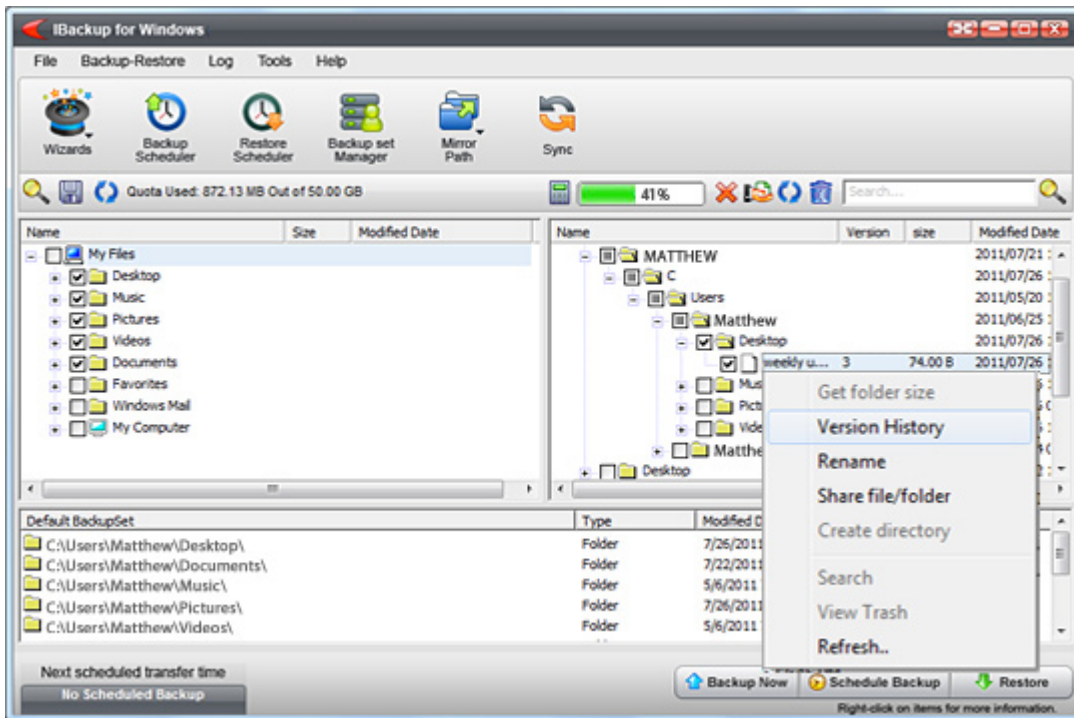 IBackup for Windows
File Backup-Restore Log Tools Help
Wizards Backup Scheduler Restore Scheduler Backup set Manager Mirror Path Sync
Quota Used: 872.13 MB Out of 50.00 GB 41% Search...
Name Size Modified Date Name Version size Modified Date
My Files MATTHEW 2011/07/21
Desktop C 2011/07/26
Music Users 2011/05/20
Pictures Matthew 2011/06/25
Videos Desktop 2011/07/26
Documents weekly u... 3 74.00 B 2011/07/26
Favorites Mus
Windows Mail Pict
My Computer Vide
Matthe
Desktop
Get folder size
Version History
Rename
Share file/folder
Create directory
Search
View Trash
Refresh..
Default BackupSet Type Modified D
C:\Users\Matthew\Desktop\ Folder 7/26/2011
C:\Users\Matthew\Documents\ Folder 7/22/2011
C:\Users\Matthew\Music\ Folder 5/6/2011
C:\Users\Matthew\Pictures\ Folder 7/26/2011
C:\Users\Matthew\Videos\ Folder 5/6/2011
Next scheduled transfer time
No Scheduled Backup
Backup Now Schedule Backup Restore
Right-click on items for more information.